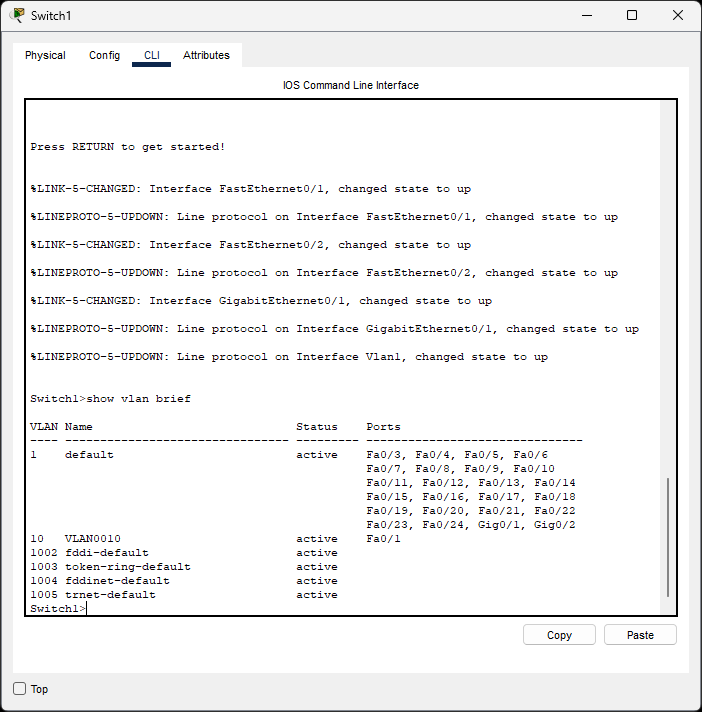 Switch1
Physical Config CLI Attributes
IOS Command Line Interface
Press RETURN to get started!
%LINK-5-CHANGED: Interface FastEthernet0/1, changed state to up
%LINEPROTO-5-UPDOWN: Line protocol on Interface FastEthernet0/1, changed state to up
%LINK-5-CHANGED: Interface FastEthernet0/2, changed state to up
%LINEPROTO-5-UPDOWN: Line protocol on Interface FastEthernet0/2, changed state to up
%LINK-5-CHANGED: Interface GigabitEthernet0/1, changed state to up
%LINEPROTO-5-UPDOWN: Line protocol on Interface GigabitEthernet0/1, changed state to up
%LINEPROTO-5-UPDOWN: Line protocol on Interface Vlan1, changed state to up
Switch1>show vlan brief
VLAN Name                             Status    Ports
---- -------------------------------- --------- -------------------------------
1    default                          active    Fa0/3, Fa0/4, Fa0/5, Fa0/6
                                                Fa0/7, Fa0/8, Fa0/9, Fa0/10
                                                Fa0/11, Fa0/12, Fa0/13, Fa0/14
                                                Fa0/15, Fa0/16, Fa0/17, Fa0/18
                                                Fa0/19, Fa0/20, Fa0/21, Fa0/22
                                                Fa0/23, Fa0/24, Gig0/1, Gig0/2
10   VLAN0010                         active    Fa0/1
1002 fddi-default                     active
1003 token-ring-default               active
1004 fddinet-default                  active
1005 trnet-default                    active
Switch1>
Copy Paste
Top